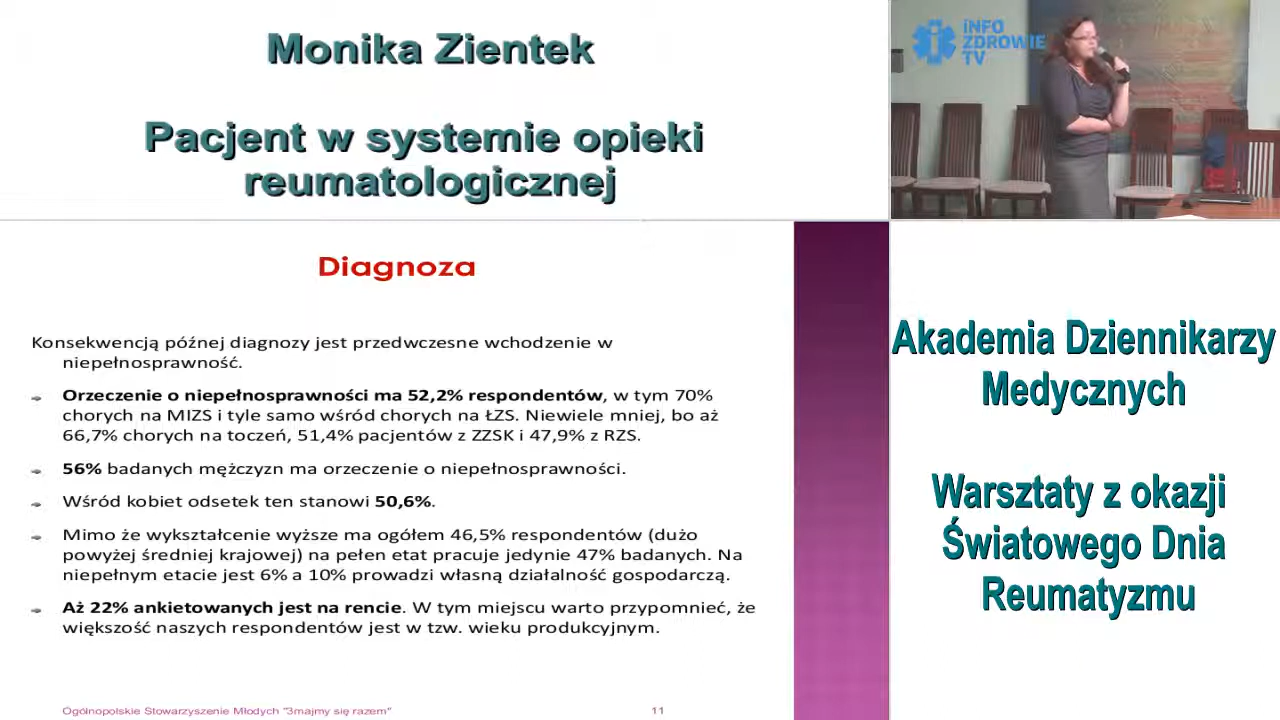 Monika Zientek
Pacjent w systemie opieki
reumatologicznej
iNFO
ZDROWIE
TV
Diagnoza
Konsekwencją późnej diagnozy jest przedwczesne wchodzenie w
niepełnosprawność.
Orzeczenie o niepełnosprawności ma 52,2% respondentów, w tym 70%
chorych na MIZS i tyle samo wśród chorych na ŁZS. Niewiele mniej, bo aż
66,7% chorych na toczeń, 51,4% pacjentów z ZZSK i 47,9% z RZS.
56% badanych mężczyzn ma orzeczenie o niepełnosprawności.
Wśród kobiet odsetek ten stanowi 50,6%.
Mimo że wykształcenie wyższe ma ogółem 46,5% respondentów (dużo
powyżej średniej krajowej) na pełen etat pracuje jedynie 47% badanych. Na
niepełnym etacie jest 6% a 10% prowadzi własną działalność gospodarczą.
Aż 22% ankietowanych jest na rencie. W tym miejscu warto przypomnieć, że
większość naszych respondentów jest w tzw. wieku produkcyjnym.
Ogólnopolskie Stowarzyszenie Młodych "3majmy się razem"
11
Akademia Dziennikarzy
Medycznych
Warsztaty z okazji
Światowego Dnia
Reumatyzmu